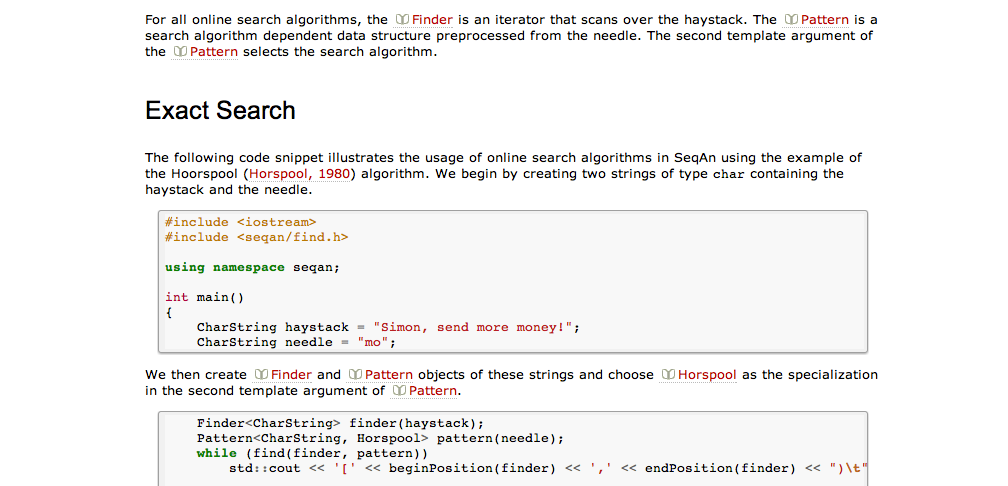 For all online search algorithms, the Finder is an iterator that scans over the haystack. The Pattern is a
search algorithm dependent data structure preprocessed from the needle. The second template argument of
the Pattern selects the search algorithm.
Exact Search
The following code snippet illustrates the usage of online search algorithms in SeqAn using the example of
the Hoorspool (Horspool, 1980) algorithm. We begin by creating two strings of type char containing the
haystack and the needle.
#include <iostream>
#include <seqan/find.h>
using namespace seqan;
int main()
{
CharString haystack = "Simon, send more money!";
CharString needle = "mo";
We then create Finder and Pattern objects of these strings and choose Horspool as the specialization
in the second template argument of Pattern.
Finder<CharString> finder(haystack);
Pattern<CharString, Horspool> pattern(needle);
while (find(finder, pattern))
std::cout << '[' << beginPosition(finder) << ',' << endPosition(finder) << ")\t"